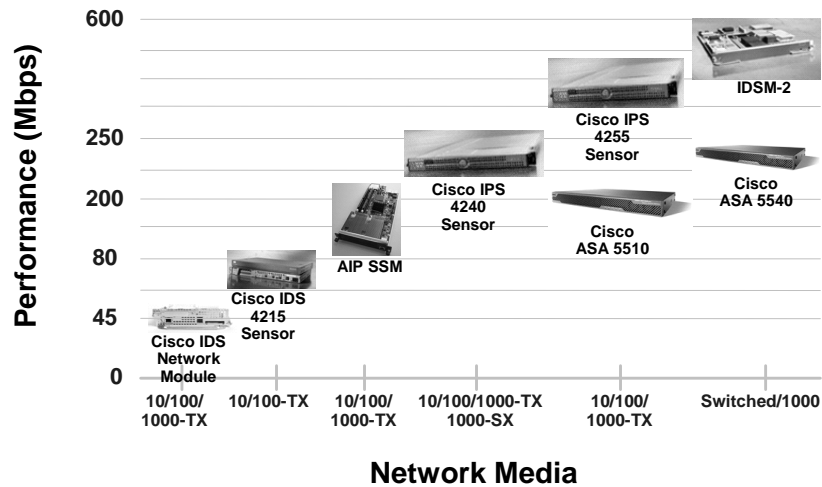 Performance (Mbps)
600
250
200
80
45
0
IDSM-2
Cisco IPS
4255
Sensor
Cisco
ASA 5540
Cisco IPS
4240
Sensor
Cisco
ASA 5510
AIP SSM
Cisco IDS
4215
Sensor
Cisco IDS
Network
Module
10/100/
1000-TX
10/100-TX
10/100/
1000-TX
10/100/1000-TX
1000-SX
10/100/
1000-TX
Switched/1000
Network Media